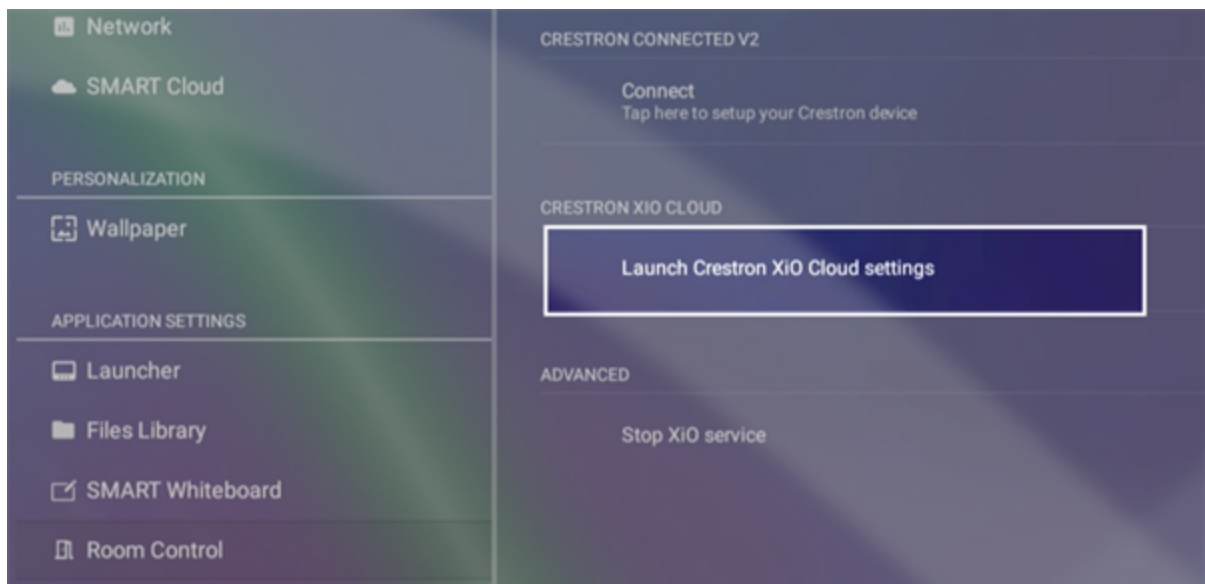 Network
SMART Cloud
PERSONALIZATION
Wallpaper
APPLICATION SETTINGS
Launcher
Files Library
SMART Whiteboard
Room Control
CRESTRON CONNECTED V2
Connect
Tap here to setup your Crestron device
CRESTRON XIO CLOUD
Launch Crestron XiO Cloud settings
ADVANCED
Stop XiO service